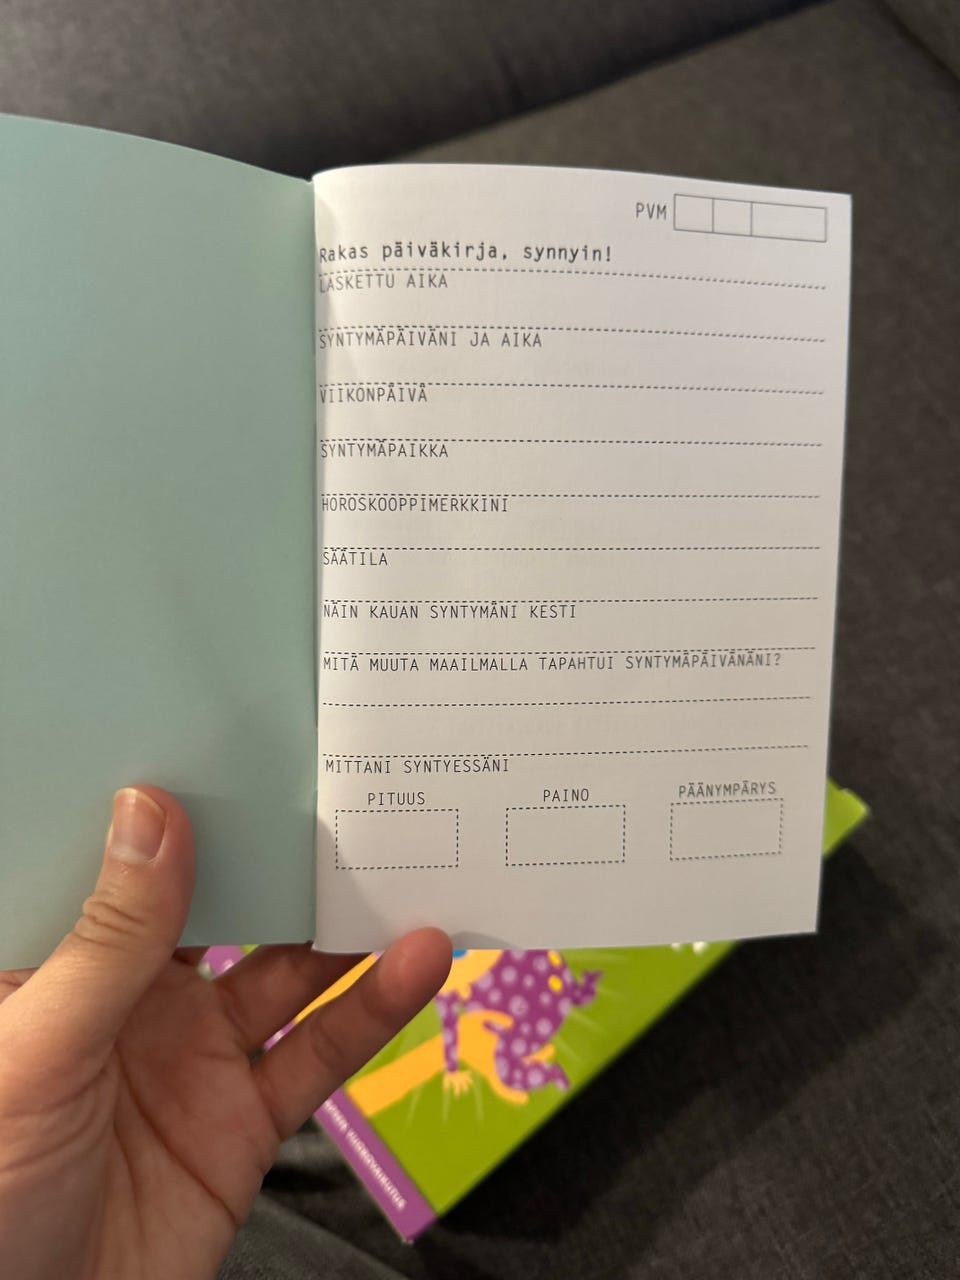 PVM
Rakas päiväkirja, synnyin!
LASKETTU AIKA
SYNTYMÄPÄIVÄNI JA AIKA
VIIKONPÄIVÄ
SYNTYMÄPAIKKA
HOROSKOOPPIMERKKINI
SÄÄTILA
NÄIN KAUAN SYNTYMÄNI KESTI
MITÄ MUUTA MAAILMALLA TAPAHTUI SYNTYMÄPÄIVÄNÄNI?
MITTANI SYNTYESSÄNI
PITUUS PAINO PÄÄNYMPÄRYS